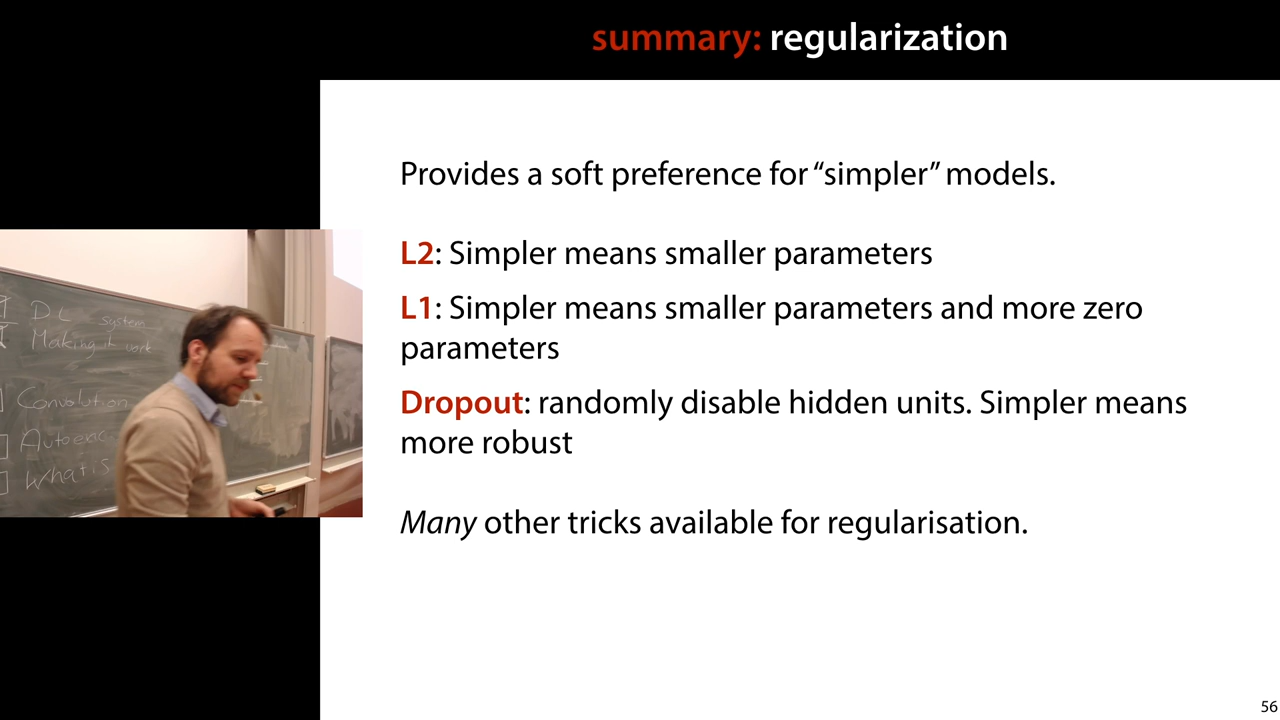 summary: regularization
Provides a soft preference for “simpler” models.
L2: Simpler means smaller parameters
L1: Simpler means smaller parameters and more zero
parameters
Dropout: randomly disable hidden units. Simpler means
more robust
Many other tricks available for regularisation.
56
DL system
Making it work
Convolution
Autoenc
What is